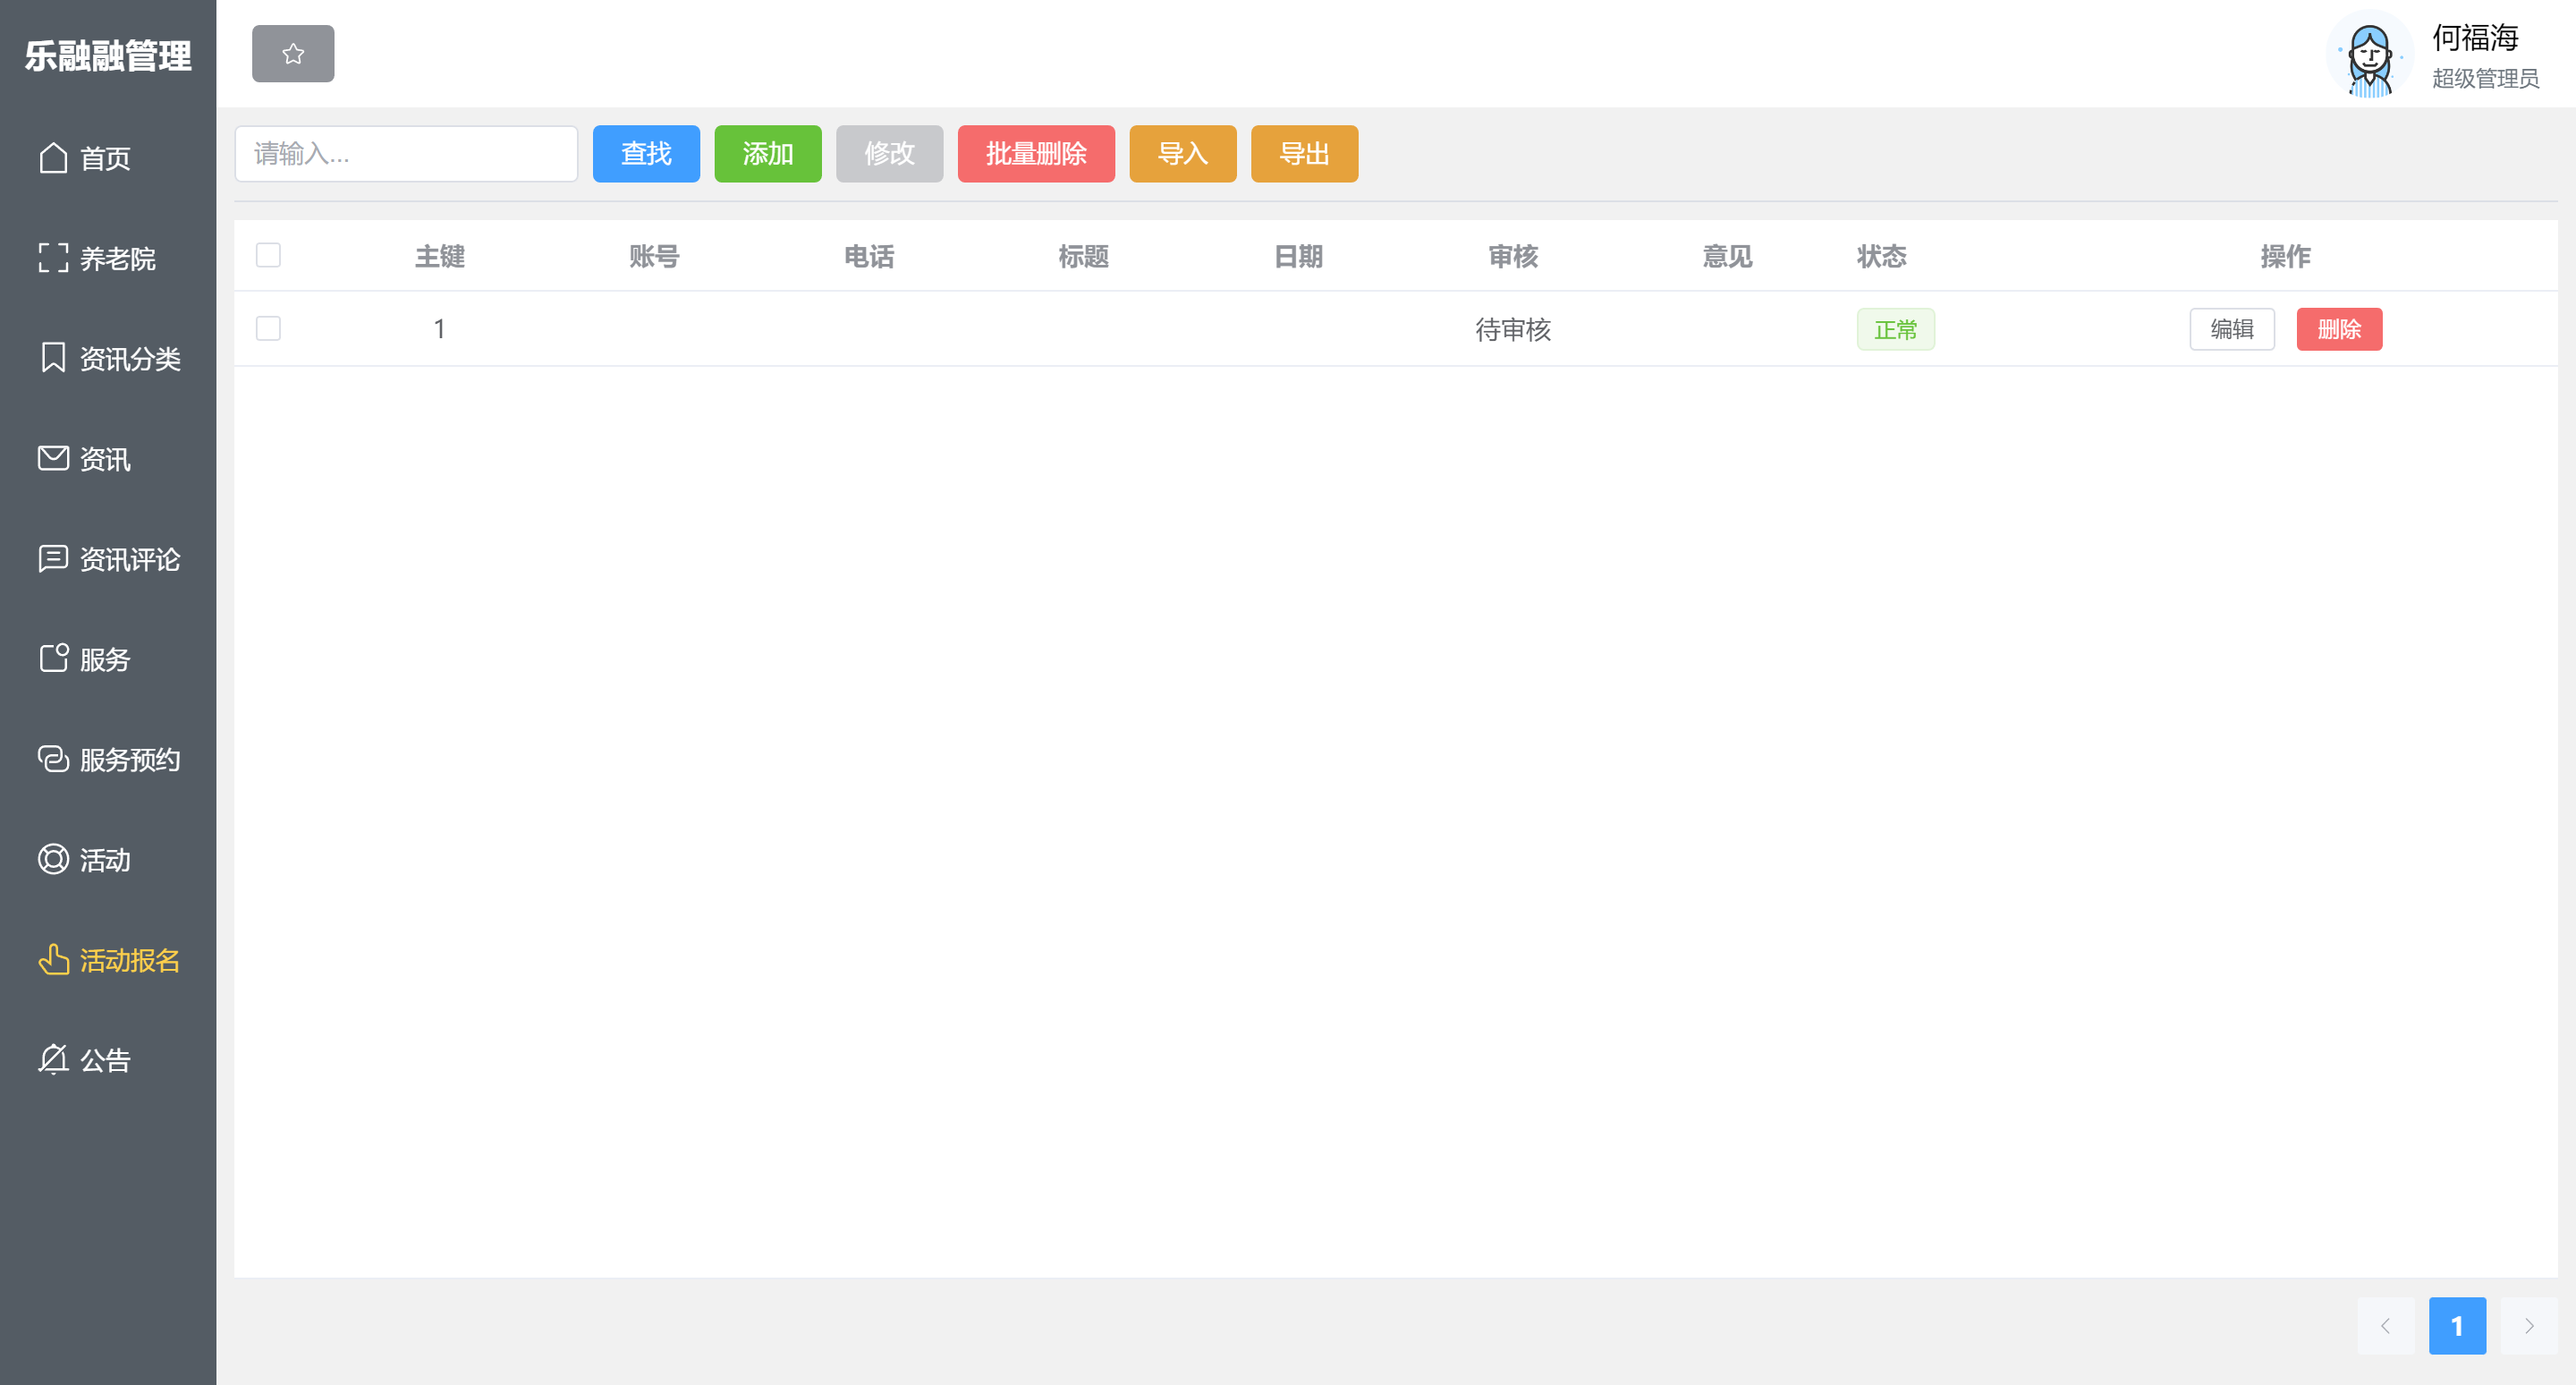 乐融融管理
首页
养老院
资讯分类
资讯
资讯评论
服务
服务预约
活动
活动报名
公告
何福海
超级管理员
请输入... 查找 添加 修改 批量删除 导入 导出
主键 账号 电话 标题 日期 审核 意见 状态 操作
1 待审核 正常 编辑 删除
1